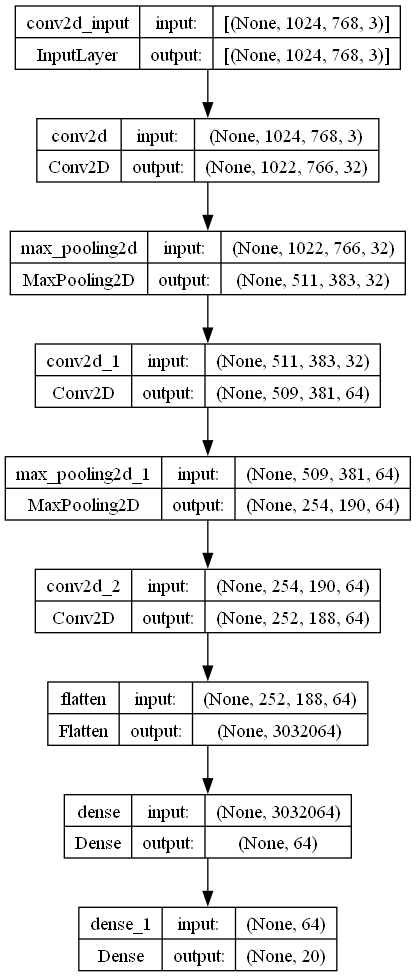 conv2d_input input: [(None, 1024, 768, 3)]
InputLayer output: [(None, 1024, 768, 3)]
conv2d input: (None, 1024, 768, 3)
Conv2D output: (None, 1022, 766, 32)
max_pooling2d input: (None, 1022, 766, 32)
MaxPooling2D output: (None, 511, 383, 32)
conv2d_1 input: (None, 511, 383, 32)
Conv2D output: (None, 509, 381, 64)
max_pooling2d_1 input: (None, 509, 381, 64)
MaxPooling2D output: (None, 254, 190, 64)
conv2d_2 input: (None, 254, 190, 64)
Conv2D output: (None, 252, 188, 64)
flatten input: (None, 252, 188, 64)
Flatten output: (None, 3032064)
dense input: (None, 3032064)
Dense output: (None, 64)
dense_1 input: (None, 64)
Dense output: (None, 20)